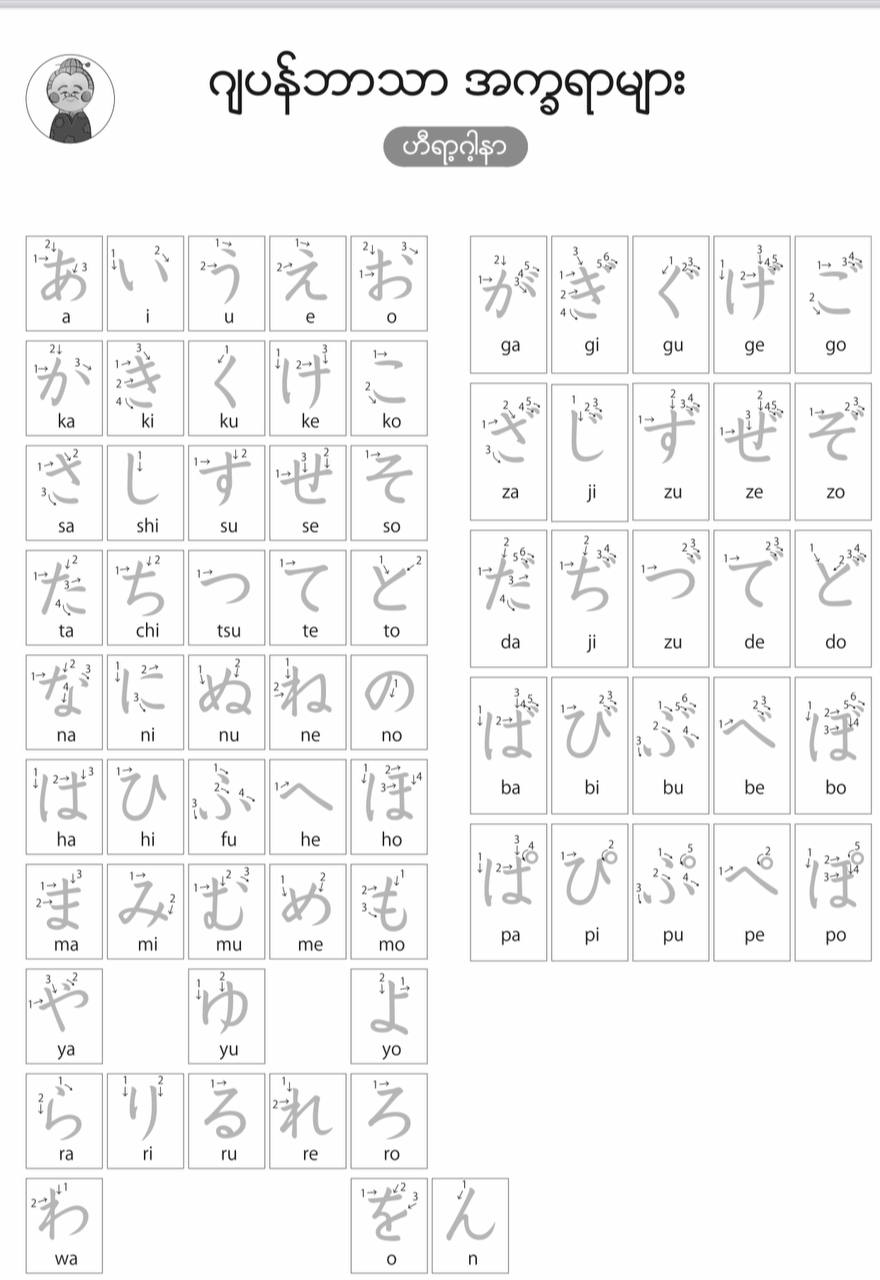 ဂျပန်ဘာသာ အက္ခရာများ
ဟီရာ့ဂါ့နာ
あ い う え お
a i u e o
か き く け こ
ka ki ku ke ko
さ し す せ そ
sa shi su se so
た ち つ て と
ta chi tsu te to
な に ぬ ね の
na ni nu ne no
は ひ ふ へ ほ
ha hi fu he ho
ま み む め も
ma mi mu me mo
や ゆ よ
ya yu yo
ら り る れ ろ
ra ri ru re ro
わ を ん
wa o n
が ぎ ぐ げ ご
ga gi gu ge go
ざ じ ず ぜ ぞ
za ji zu ze zo
だ ぢ づ で ど
da ji zu de do
ば び ぶ べ ぼ
ba bi bu be bo
ぱ ぴ ぷ ぺ ぽ
pa pi pu pe po